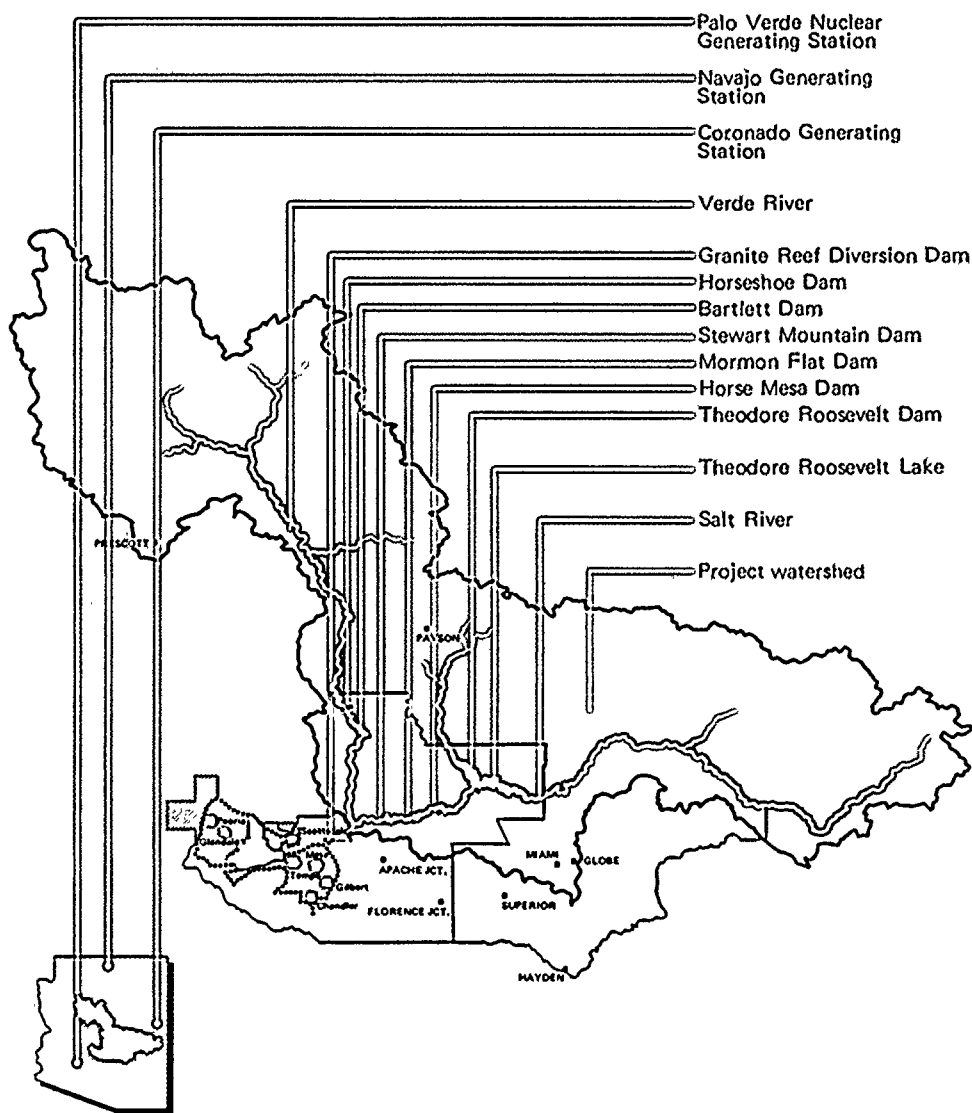 Palo Verde Nuclear
Generating Station
Navajo Generating
Station
Coronado Generating
Station
Verde River
Granite Reef Diversion Dam
Horseshoe Dam
Bartlett Dam
Stewart Mountain Dam
Mormon Flat Dam
Horse Mesa Dam
Theodore Roosevelt Dam
Theodore Roosevelt Lake
Salt River
Project watershed
PRESCOTT
PAYSON
Glendale
APACHE JCT.
MIAMI
GLOBE
Gilbert
Chandler
FLORENCE JCT.
SUPERIOR
HAYDEN